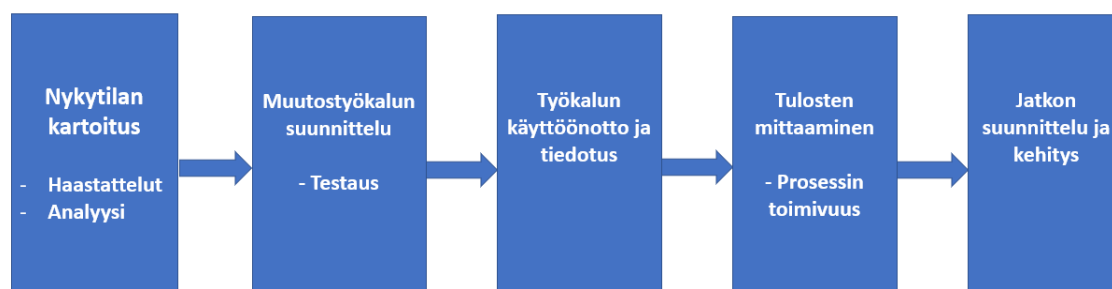 Nykytilan
kartoitus
- Haastattelut
- Analyysi
Muutostyökalun
suunnittelu
- Testaus
Työkalun
käyttöönotto ja
tiedotus
Tulosten
mittaaminen
- Prosessin
toimivuus
Jatkon
suunnittelu ja
kehitys